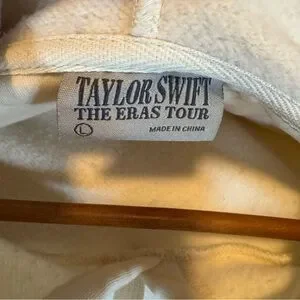 TAYLOR SWIFT
THE ERAS TOUR
L MADE IN CHINA